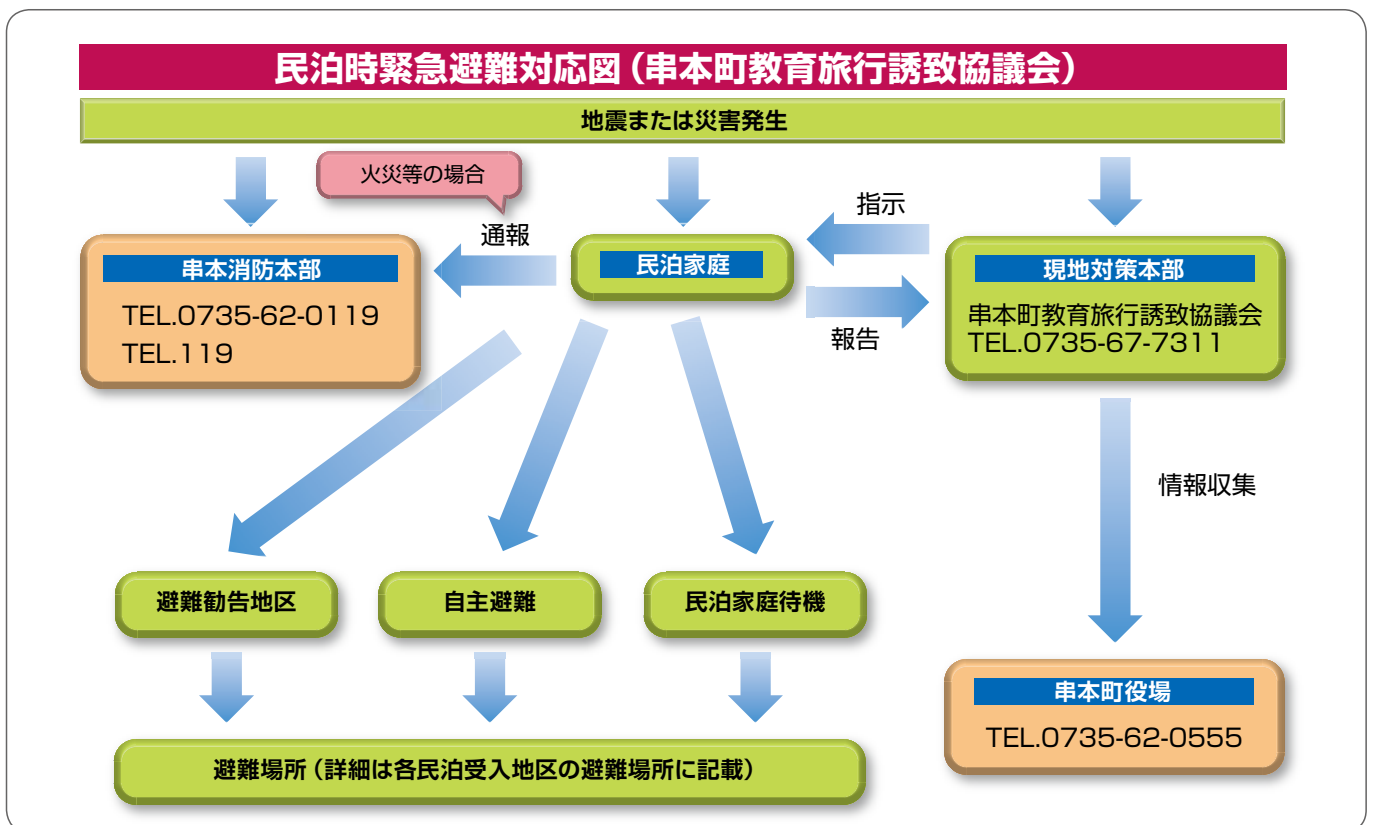 民泊時緊急避難対応図（串本町教育旅行誘致協議会）
地震または災害発生
火災等の場合
通報
指示
報告
串本消防本部
TEL.0735-62-0119
TEL.119
民泊家庭
現地対策本部
串本町教育旅行誘致協議会
TEL.0735-67-7311
情報収集
避難勧告地区
自主避難
民泊家庭待機
串本町役場
TEL.0735-62-0555
避難場所（詳細は各民泊受入地区の避難場所に記載）